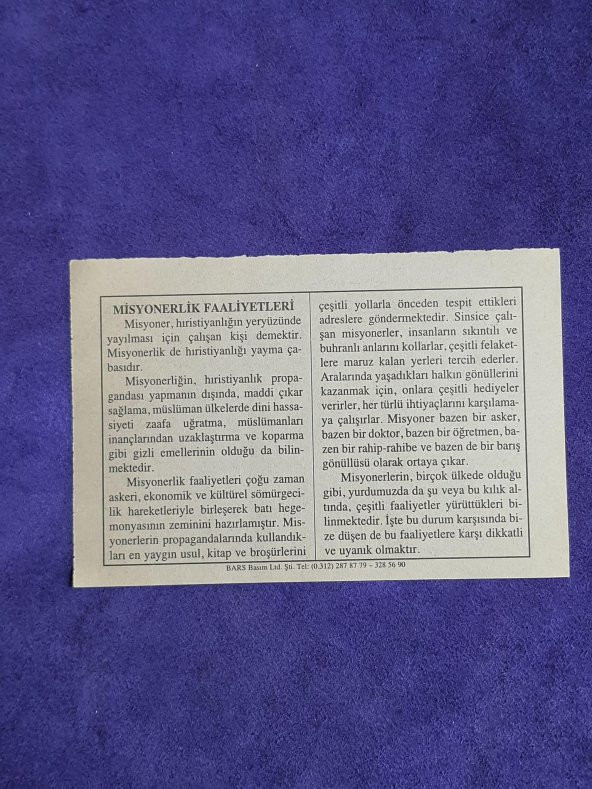 MİSYONERLİK FAALİYETLERİ
Misyoner, hıristiyanlığın yeryüzünde
yayılması için çalışan kişi demektir.
Misyonerlik de hıristiyanlığı yayma ça-
basıdır.
Misyonerliğin, hıristiyanlık propa-
gandası yapmanın dışında, maddi çıkar
sağlama, müslüman ülkelerde dini hassa-
siyeti zaafa uğratma, müslümanları
inançlarından uzaklaştırma ve koparma
gibi gizli emellerinin olduğu da bilin-
mektedir.
Misyonerlik faaliyetleri çoğu zaman
askeri, ekonomik ve kültürel sömürgeci-
lik hareketleriyle birleşerek batı hege-
monyasının zeminini hazırlamıştır. Mis-
yonerlerin propagandalarında kullandık-
ları en yaygın usul, kitap ve broşürlerini
çeşitli yollarla önceden tespit ettikleri
adreslere göndermektedir. Sinsice çalı-
şan misyonerler, insanların sıkıntılı ve
buhranlı anlarını kollarlar, çeşitli felaket-
lere maruz kalan yerleri tercih ederler.
Aralarında yaşadıkları halkın gönüllerini
kazanmak için, onlara çeşitli hediyeler
verirler, her türlü ihtiyaçlarını karşılama-
ya çalışırlar. Misyoner bazen bir asker,
bazen bir doktor, bazen bir öğretmen, ba-
zen bir rahip-rahibe ve bazen de bir barış
gönüllüsü olarak ortaya çıkar.
Misyonerlerin, birçok ülkede olduğu
gibi, yurdumuzda da şu veya bu kılık al-
tında, çeşitli faaliyetler yürüttükleri bi-
linmektedir. İşte bu durum karşısında bi-
ze düşen de bu faaliyetlere karşı dikkatli
ve uyanık olmaktır.
BARS Basım Ltd. Şti. Tel: (0.312) 287 87 79 – 328 56 90